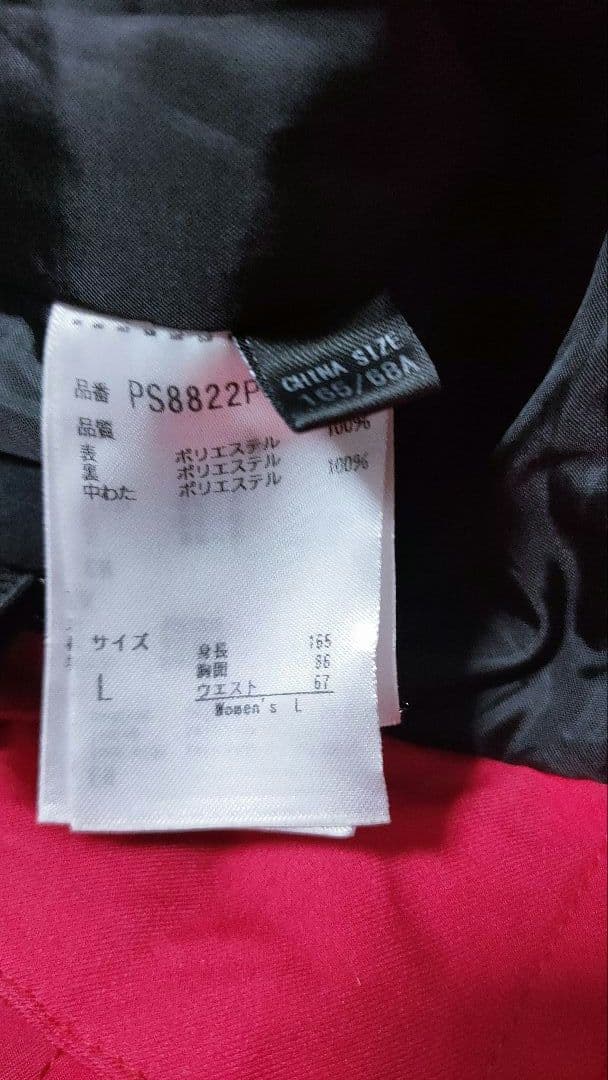 CHINA SIZE
165/68A
品番 PS8822P
品質
表 ポリエステル 100%
裏 ポリエステル 100%
中わた ポリエステル
サイズ
L
身長 165
胸囲 86
ウエスト 67
Women's L